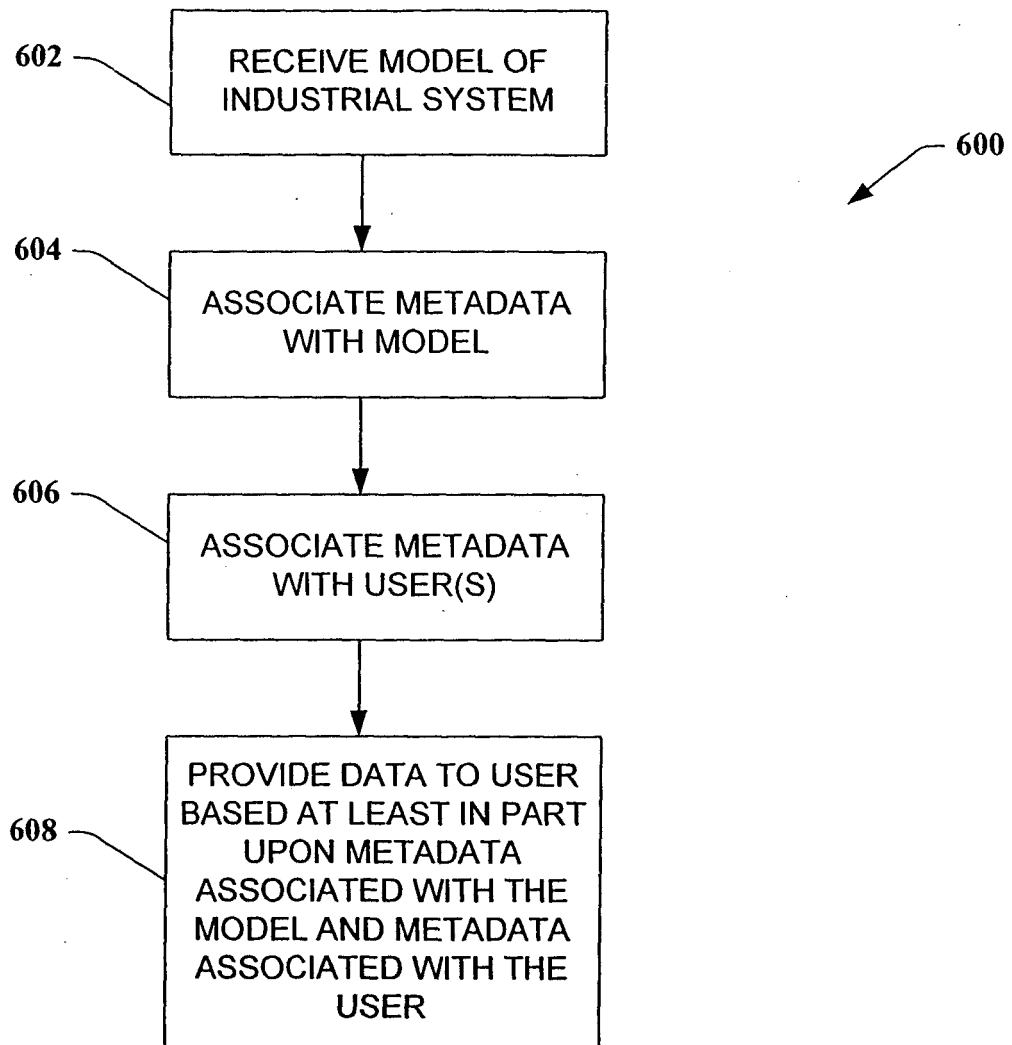 602
RECEIVE MODEL OF
INDUSTRIAL SYSTEM
600
604
ASSOCIATE METADATA
WITH MODEL
606
ASSOCIATE METADATA
WITH USER(S)
608
PROVIDE DATA TO USER
BASED AT LEAST IN PART
UPON METADATA
ASSOCIATED WITH THE
MODEL AND METADATA
ASSOCIATED WITH THE
USER